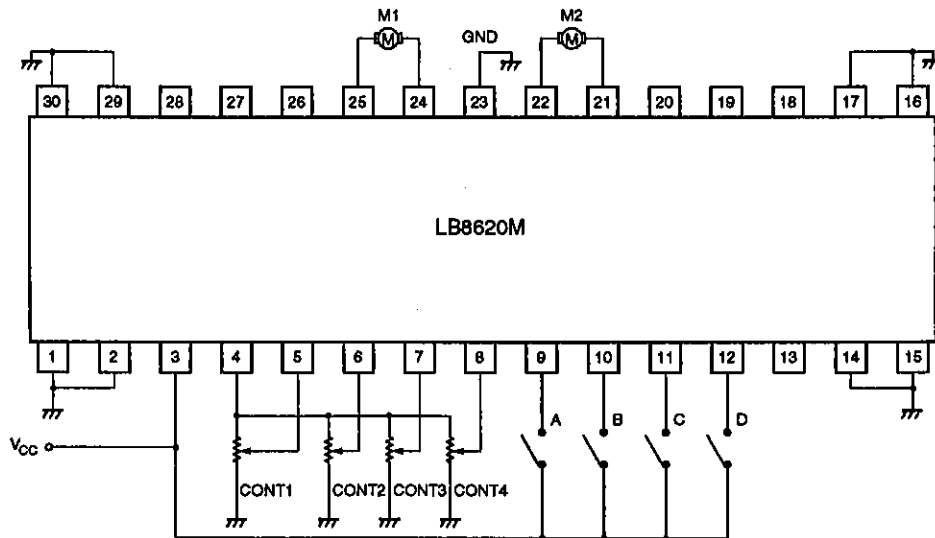 M1
M2
GND
M
M
30 29 28 27 26 25 24 23 22 21 20 19 18 17 16
LB8620M
1 2 3 4 5 6 7 8 9 10 11 12 13 14 15
A B C D
VCC
CONT1 CONT2 CONT3 CONT4